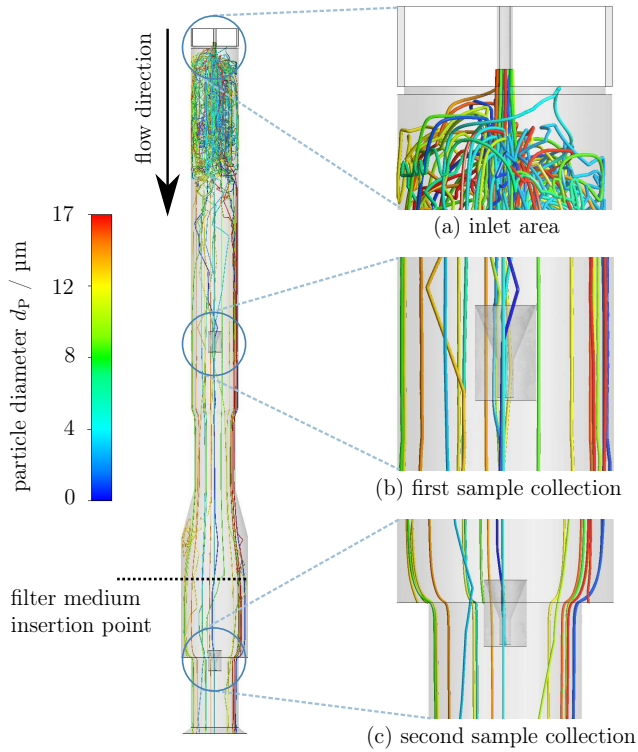 flow direction
(a) inlet area
particle diameter dP / µm
17
12
8
4
0
(b) first sample collection
filter medium
insertion point
(c) second sample collection